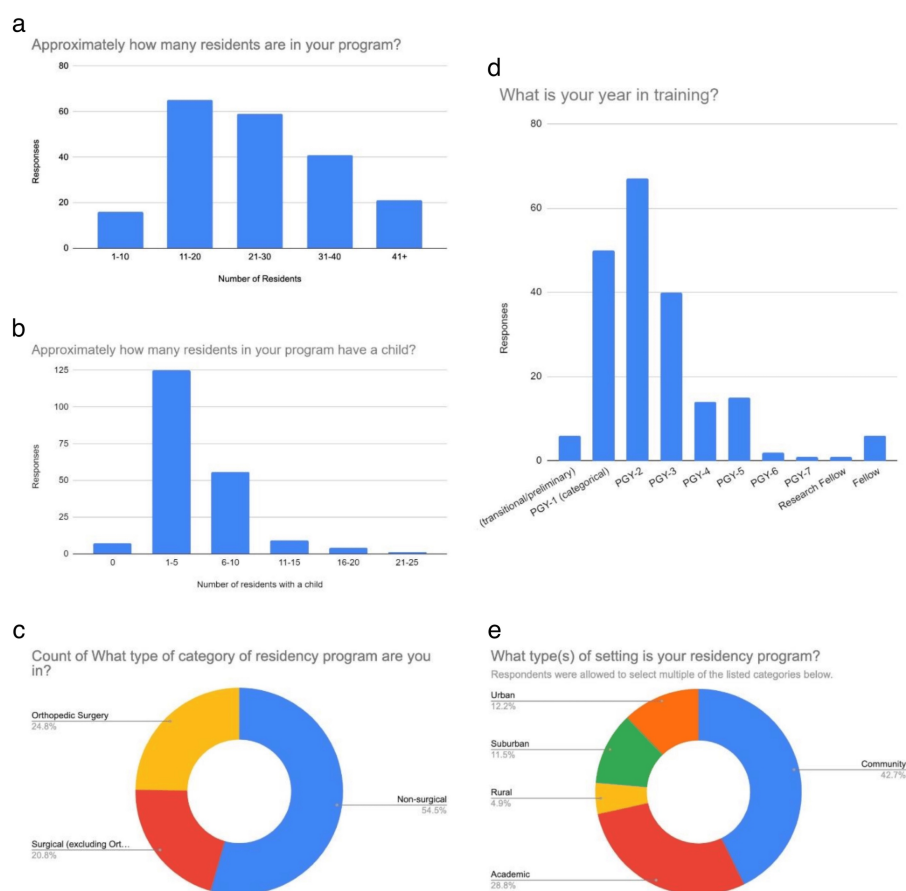 a
Approximately how many residents are in your program?
80
60
40
20
0
Responses
1-10 11-20 21-30 31-40 41+
Number of Residents
b
Approximately how many residents in your program have a child?
125
100
75
50
25
0
Responses
0 1-5 6-10 11-15 16-20 21-25
Number of residents with a child
c
Count of What type of category of residency program are you
in?
Orthopedic Surgery
24.8%
Non-surgical
54.5%
Surgical (excluding Ort…
20.8%
d
What is your year in training?
80
60
40
20
0
Responses
(transitional/preliminary)
PGY-1 (categorical)
PGY-2
PGY-3
PGY-4
PGY-5
PGY-6
PGY-7
Research Fellow
Fellow
e
What type(s) of setting is your residency program?
Respondents were allowed to select multiple of the listed categories below.
Urban
12.2%
Suburban
11.5%
Community
42.7%
Rural
4.9%
Academic
28.8%